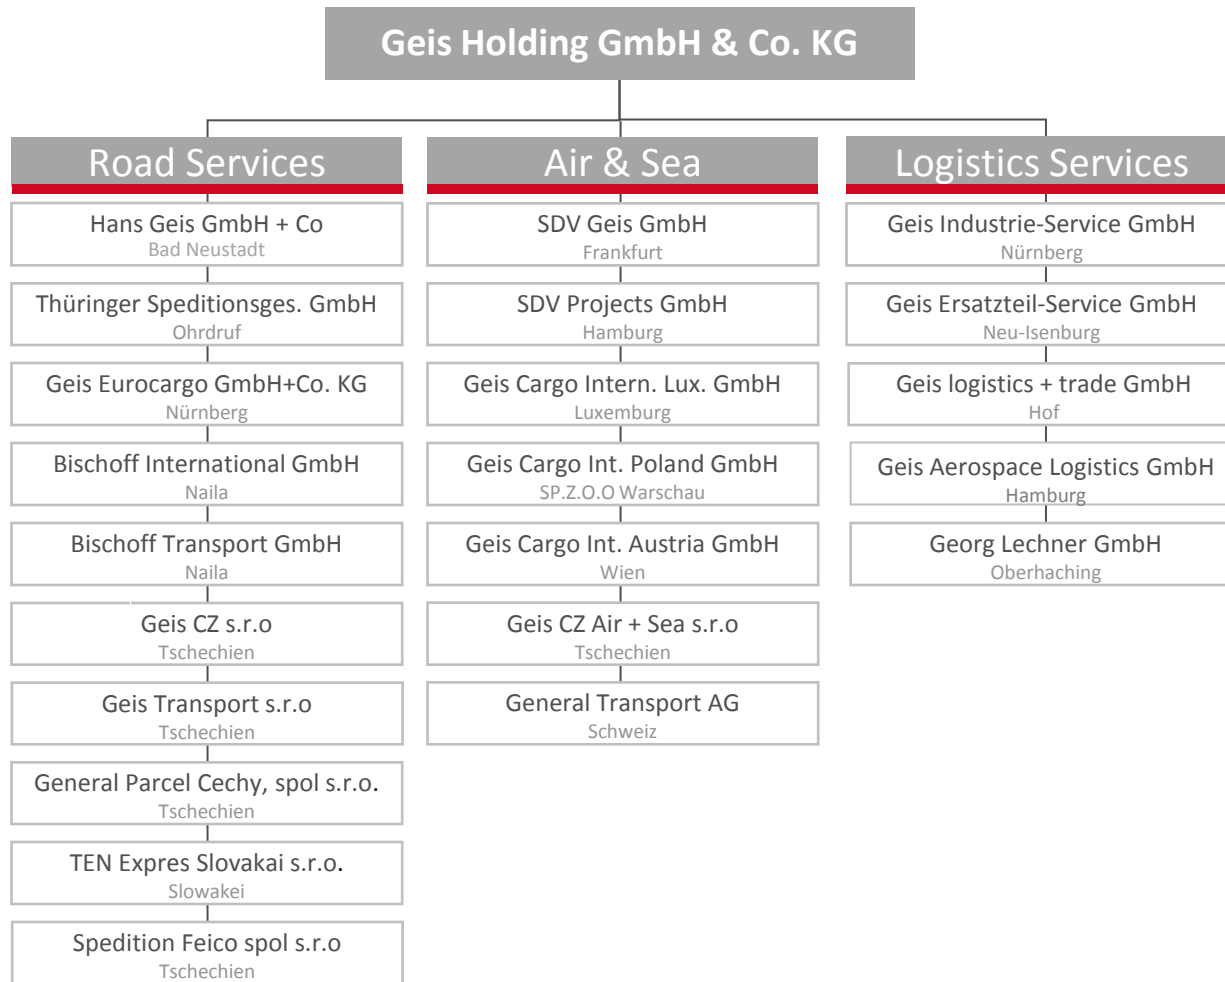 Geis Holding GmbH & Co. KG
Road Services
Hans Geis GmbH + Co
Bad Neustadt
Thüringer Speditionsges. GmbH
Ohrdruf
Geis Eurocargo GmbH+Co. KG
Nürnberg
Bischoff International GmbH
Naila
Bischoff Transport GmbH
Naila
Geis CZ s.r.o
Tschechien
Geis Transport s.r.o
Tschechien
General Parcel Cechy, spol s.r.o.
Tschechien
TEN Expres Slovakai s.r.o.
Slowakei
Spedition Feico spol s.r.o
Tschechien
Air & Sea
SDV Geis GmbH
Frankfurt
SDV Projects GmbH
Hamburg
Geis Cargo Intern. Lux. GmbH
Luxemburg
Geis Cargo Int. Poland GmbH
SP.Z.O.O Warschau
Geis Cargo Int. Austria GmbH
Wien
Geis CZ Air + Sea s.r.o
Tschechien
General Transport AG
Schweiz
Logistics Services
Geis Industrie-Service GmbH
Nürnberg
Geis Ersatzteil-Service GmbH
Neu-Isenburg
Geis logistics + trade GmbH
Hof
Geis Aerospace Logistics GmbH
Hamburg
Georg Lechner GmbH
Oberhaching